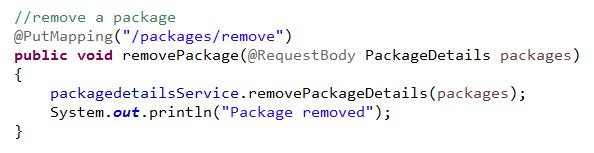 //remove a package
@PutMapping("/packages/remove")
public void removePackage(@RequestBody PackageDetails packages)
{
packagedetailsService.removePackageDetails(packages);
System.out.println("Package removed");
}